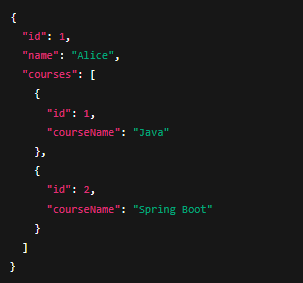 {
  "id": 1,
  "name": "Alice",
  "courses": [
    {
      "id": 1,
      "courseName": "Java"
    },
    {
      "id": 2,
      "courseName": "Spring Boot"
    }
  ]
}